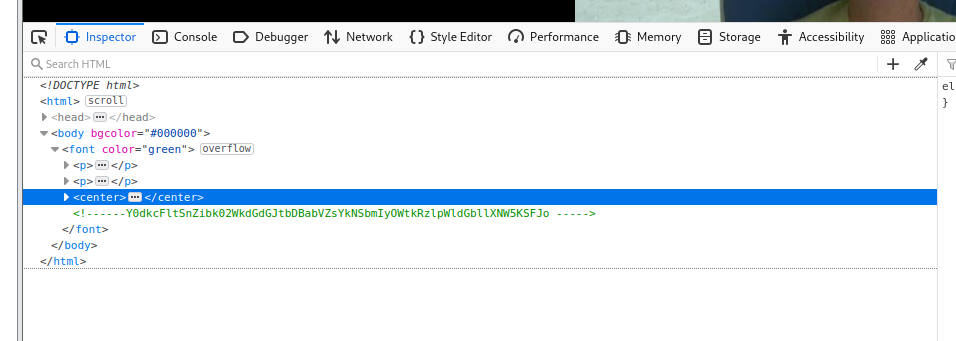 Inspector Console Debugger Network Style Editor Performance Memory Storage Accessibility Applicatio
Search HTML
<!DOCTYPE html>
<html> scroll
<head> ··· </head>
<body bgcolor="#000000">
<font color="green"> overflow
<p> ··· </p>
<p> ··· </p>
<center> ··· </center>
<!------Y0dkcFltSnZibk02WkdGdGJtbDBabVZsYkNSbmIyOWtkRzlpWldGbllXNW5KSFJo ----->
</font>
</body>
</html>
el
}